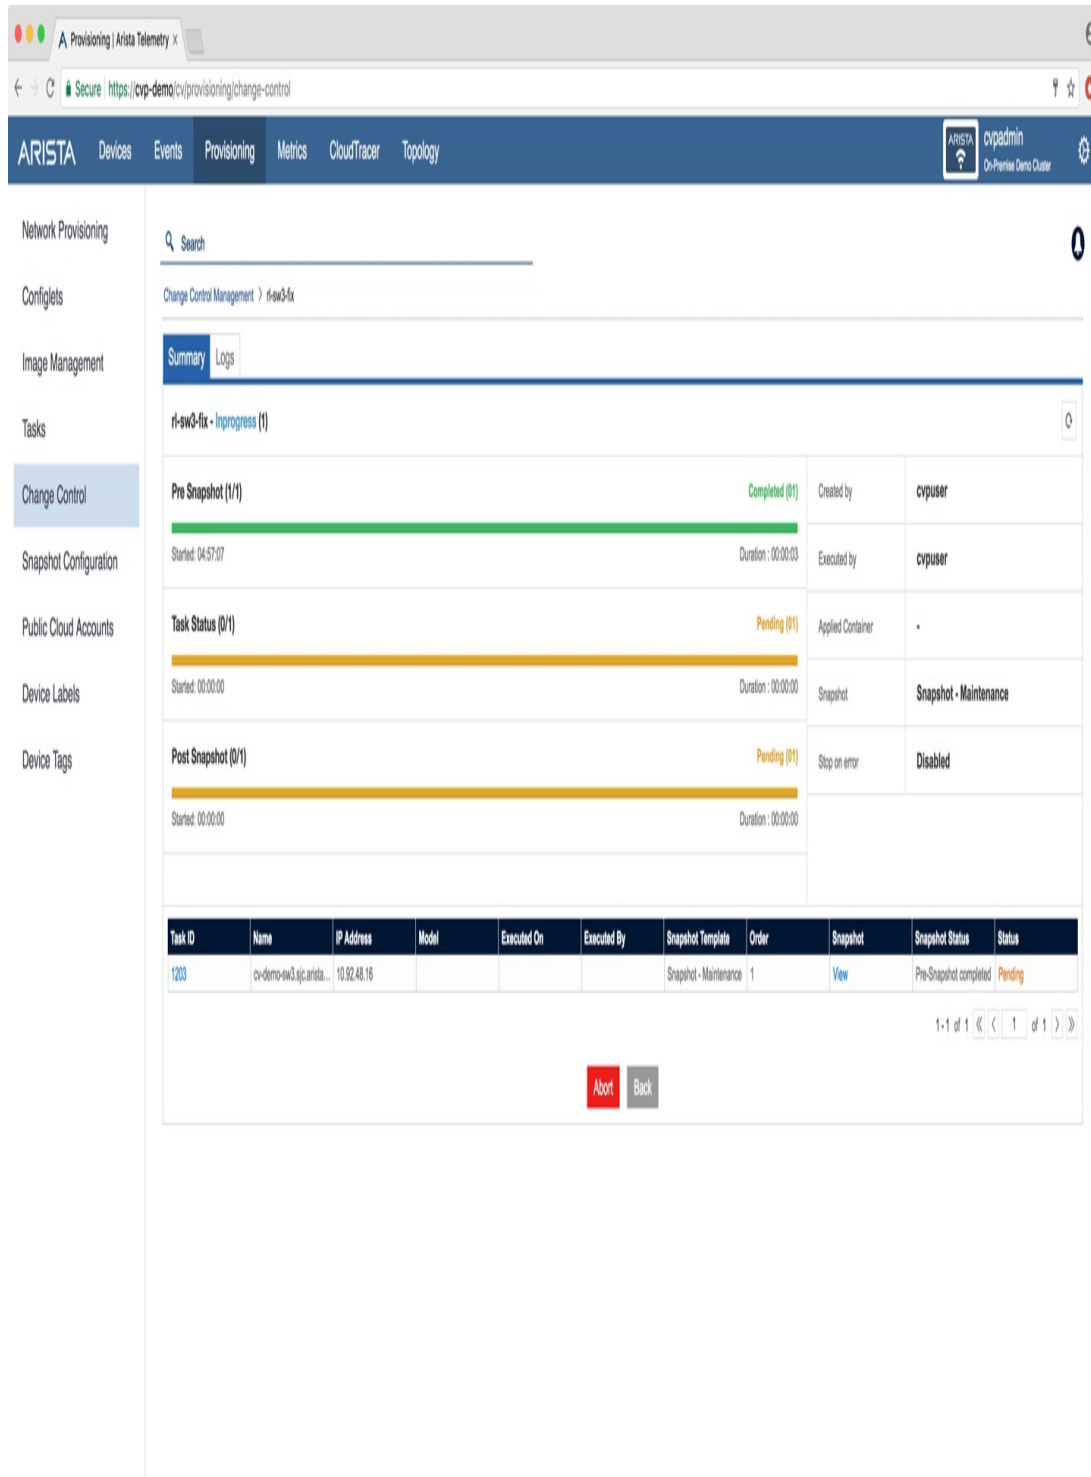 Provisioning | Arista Telemetry ×
Secure https://cvp-demo/cv/provisioning/change-control
ARISTA Devices Events Provisioning Metrics CloudTracer Topology
ARISTA cvpadmin
On-Premise Demo Cluster
Network Provisioning
Configlets
Image Management
Tasks
Change Control
Snapshot Configuration
Public Cloud Accounts
Device Labels
Device Tags
Search
Change Control Management > rl-sw3-fix
Summary Logs
rl-sw3-fix - Inprogress (1)
Pre Snapshot (1/1) Completed (01)
Started: 04:57:07 Duration : 00:00:03
Task Status (0/1) Pending (01)
Started: 00:00:00 Duration : 00:00:00
Post Snapshot (0/1) Pending (01)
Started: 00:00:00 Duration : 00:00:00
Created by cvpuser
Executed by cvpuser
Applied Container -
Snapshot Snapshot - Maintenance
Stop on error Disabled
Task ID Name IP Address Model Executed On Executed By Snapshot Template Order Snapshot Snapshot Status Status
1203 cv-demo-sw3.sjc.arista... 10.92.48.16 Snapshot - Maintenance 1 View Pre-Snapshot completed Pending
1-1 of 1 « < 1 of 1 > »
Abort Back